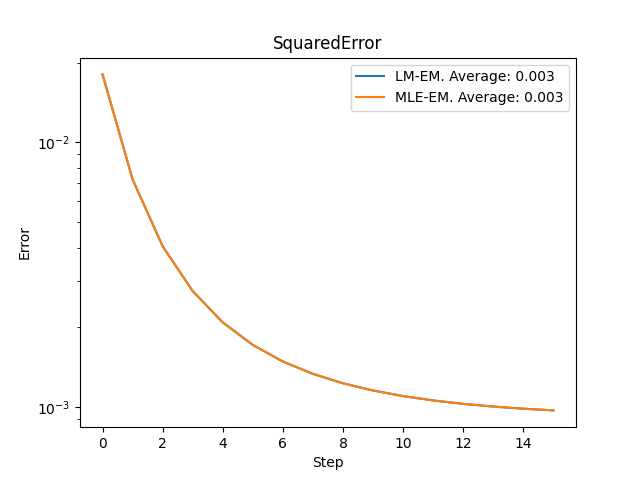 SquaredError
LM-EM. Average: 0.003
MLE-EM. Average: 0.003
10⁻²
10⁻³
Error
0 2 4 6 8 10 12 14
Step